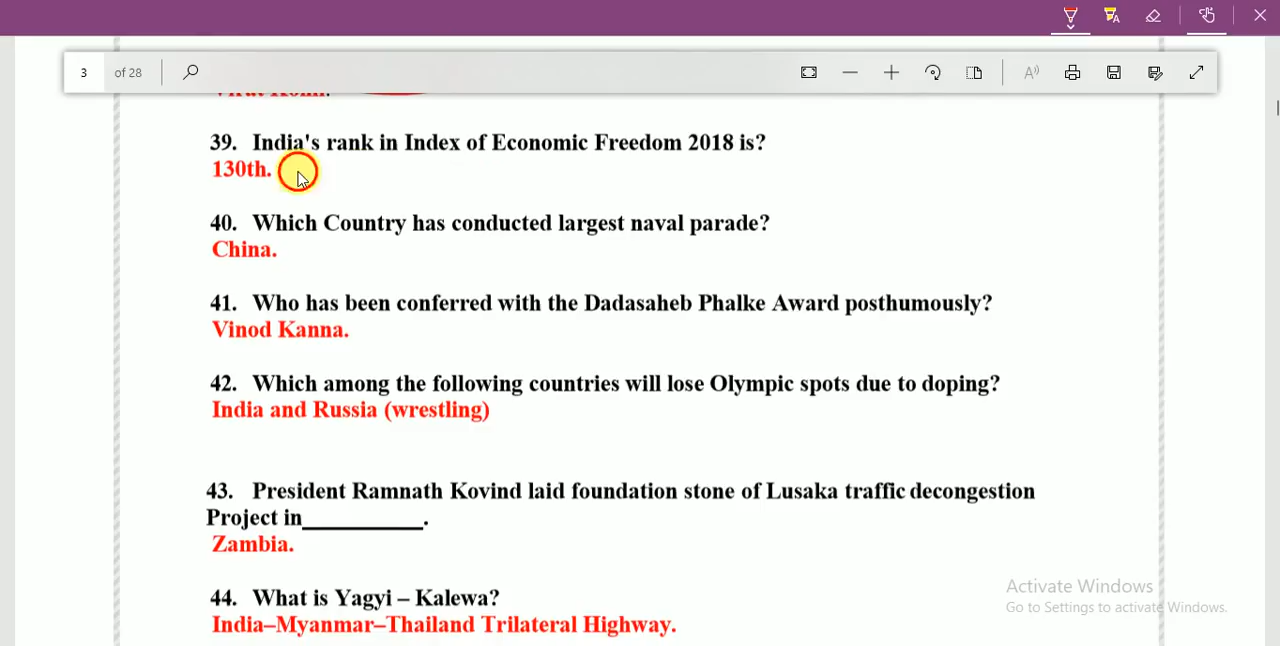 3 of 28
39. India's rank in Index of Economic Freedom 2018 is?
130th.
40. Which Country has conducted largest naval parade?
China.
41. Who has been conferred with the Dadasaheb Phalke Award posthumously?
Vinod Kanna.
42. Which among the following countries will lose Olympic spots due to doping?
India and Russia (wrestling)
43. President Ramnath Kovind laid foundation stone of Lusaka traffic decongestion
Project in__________.
Zambia.
44. What is Yagyi – Kalewa?
India–Myanmar–Thailand Trilateral Highway.
Activate Windows
Go to Settings to activate Windows.